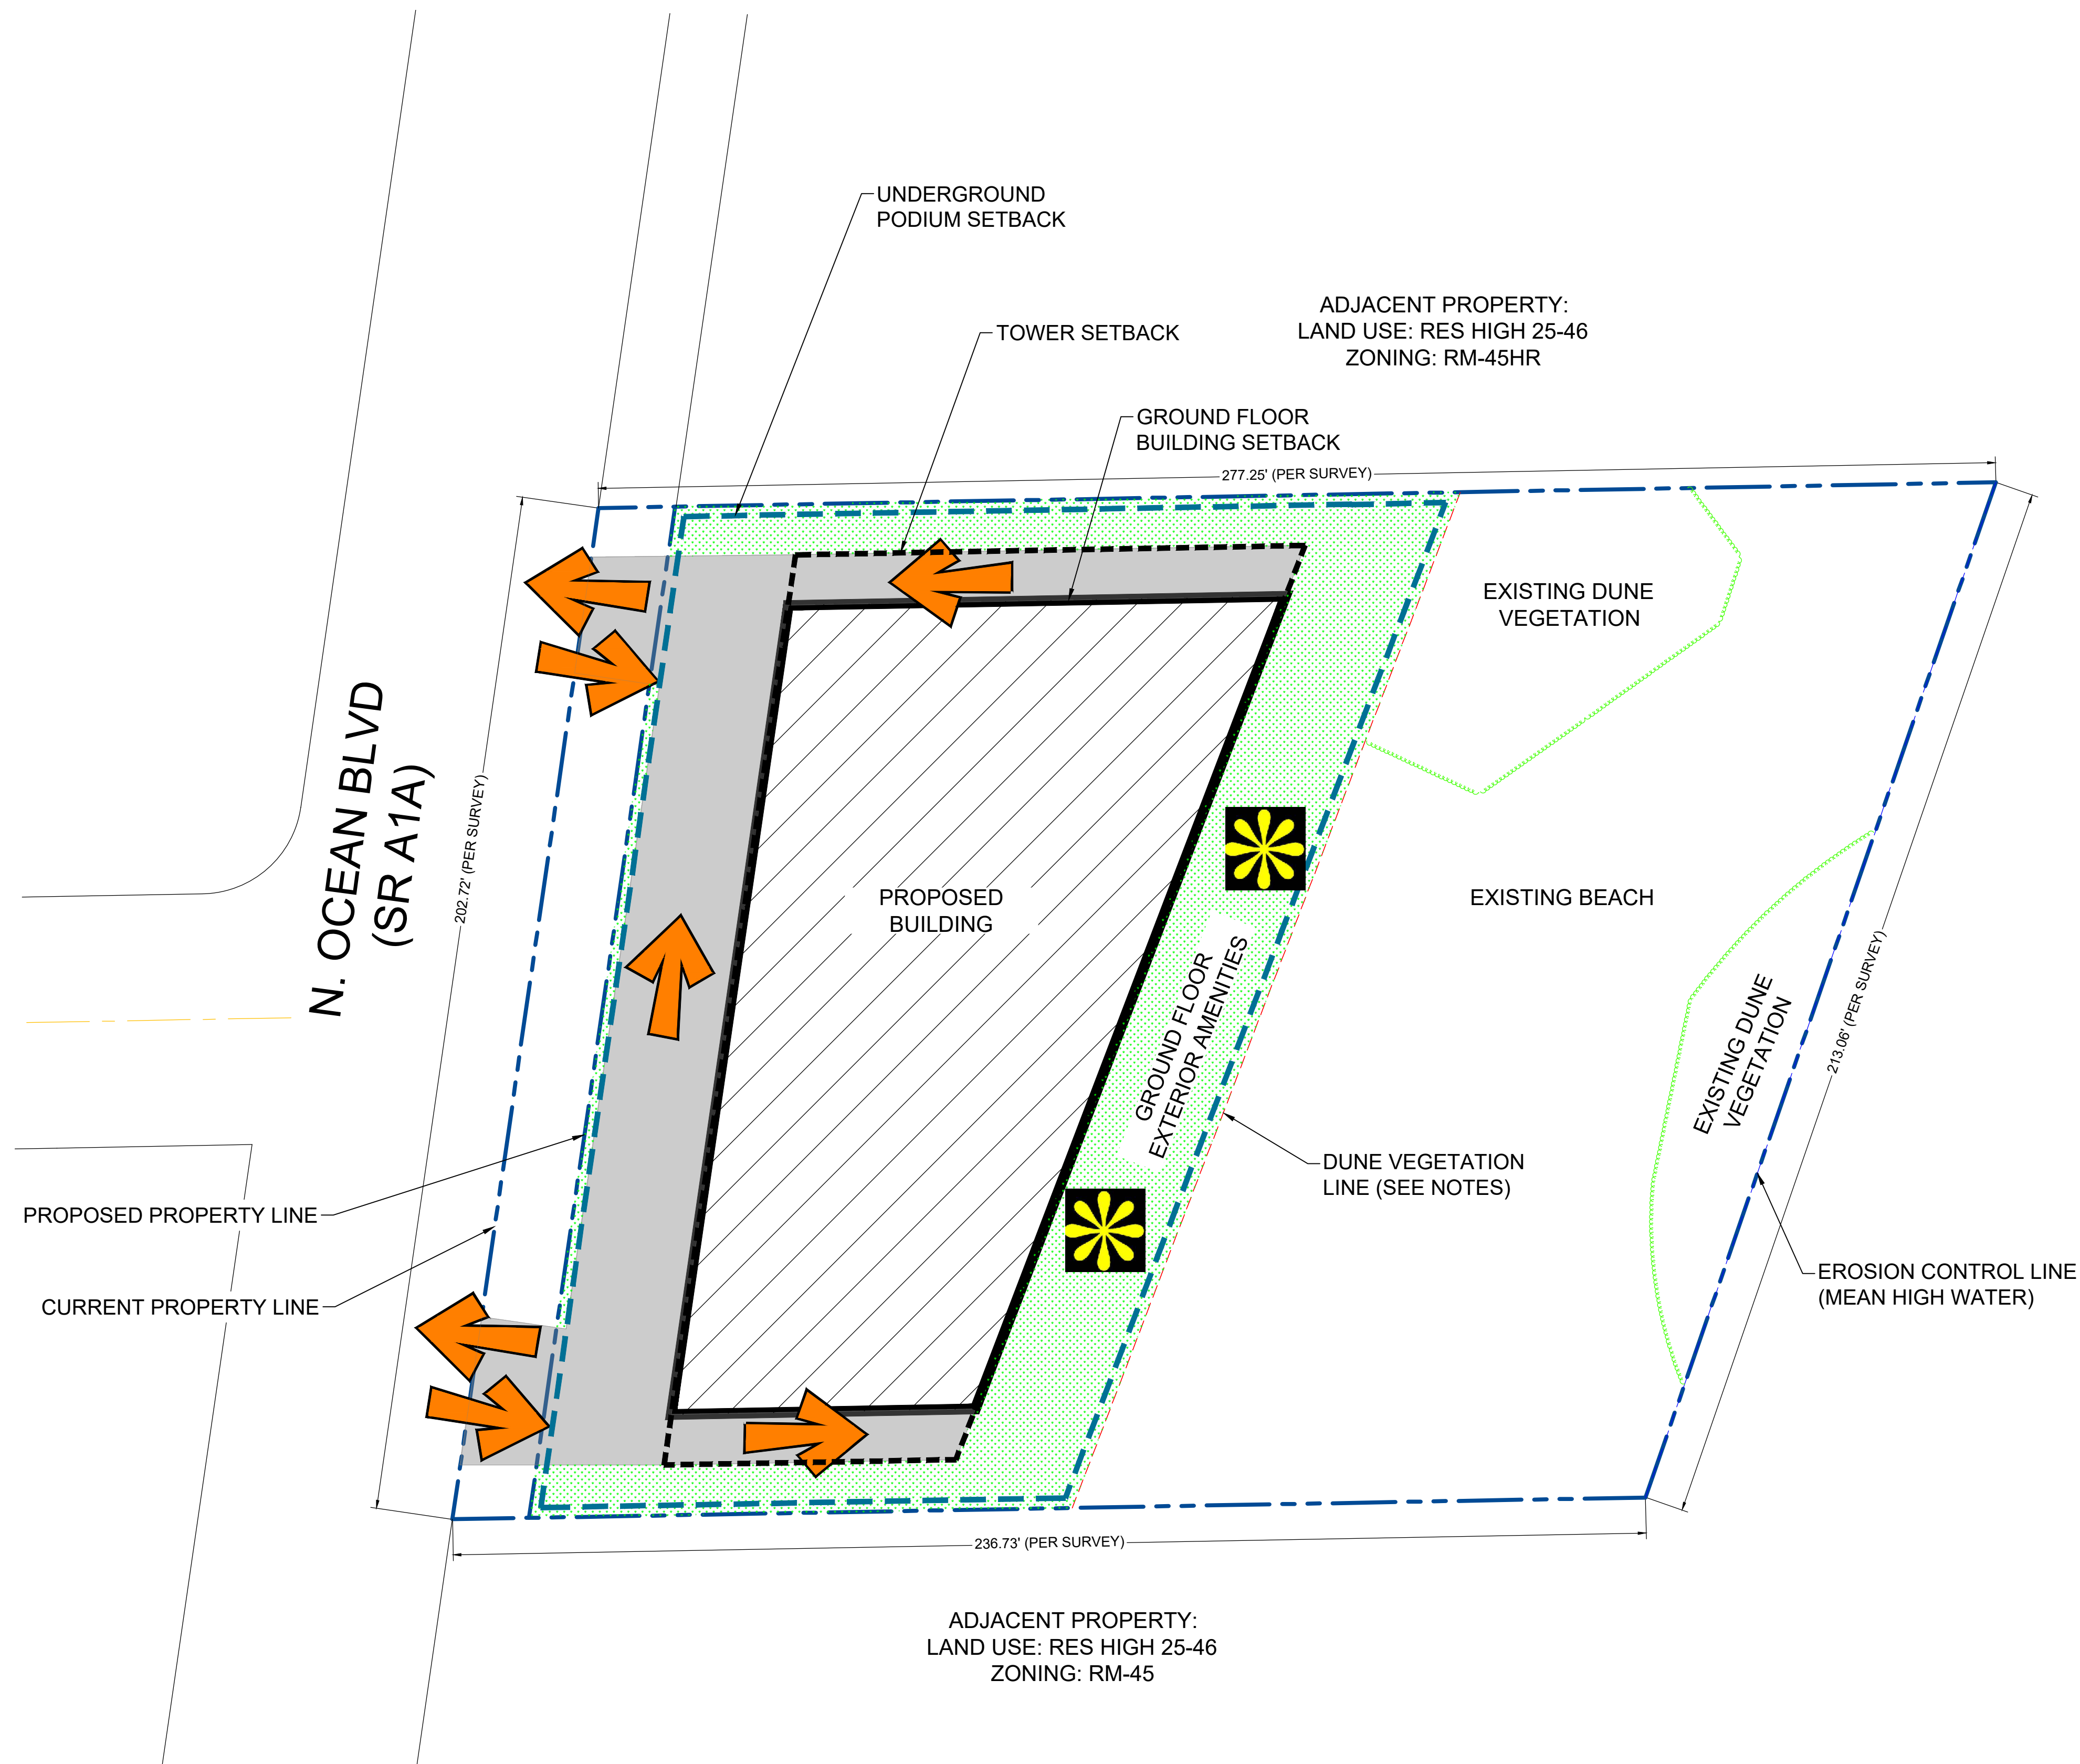 UNDERGROUND
PODIUM SETBACK
TOWER SETBACK
ADJACENT PROPERTY:
LAND USE: RES HIGH 25-46
ZONING: RM-45HR
GROUND FLOOR
BUILDING SETBACK
277.25' (PER SURVEY)
EXISTING DUNE
VEGETATION
N. OCEAN BLVD
(SR A1A)
202.72' (PER SURVEY)
PROPOSED
BUILDING
EXISTING BEACH
GROUND FLOOR
EXTERIOR AMENITIES
EXISTING DUNE
VEGETATION
213.06' (PER SURVEY)
DUNE VEGETATION
LINE (SEE NOTES)
PROPOSED PROPERTY LINE
CURRENT PROPERTY LINE
EROSION CONTROL LINE
(MEAN HIGH WATER)
236.73' (PER SURVEY)
ADJACENT PROPERTY:
LAND USE: RES HIGH 25-46
ZONING: RM-45